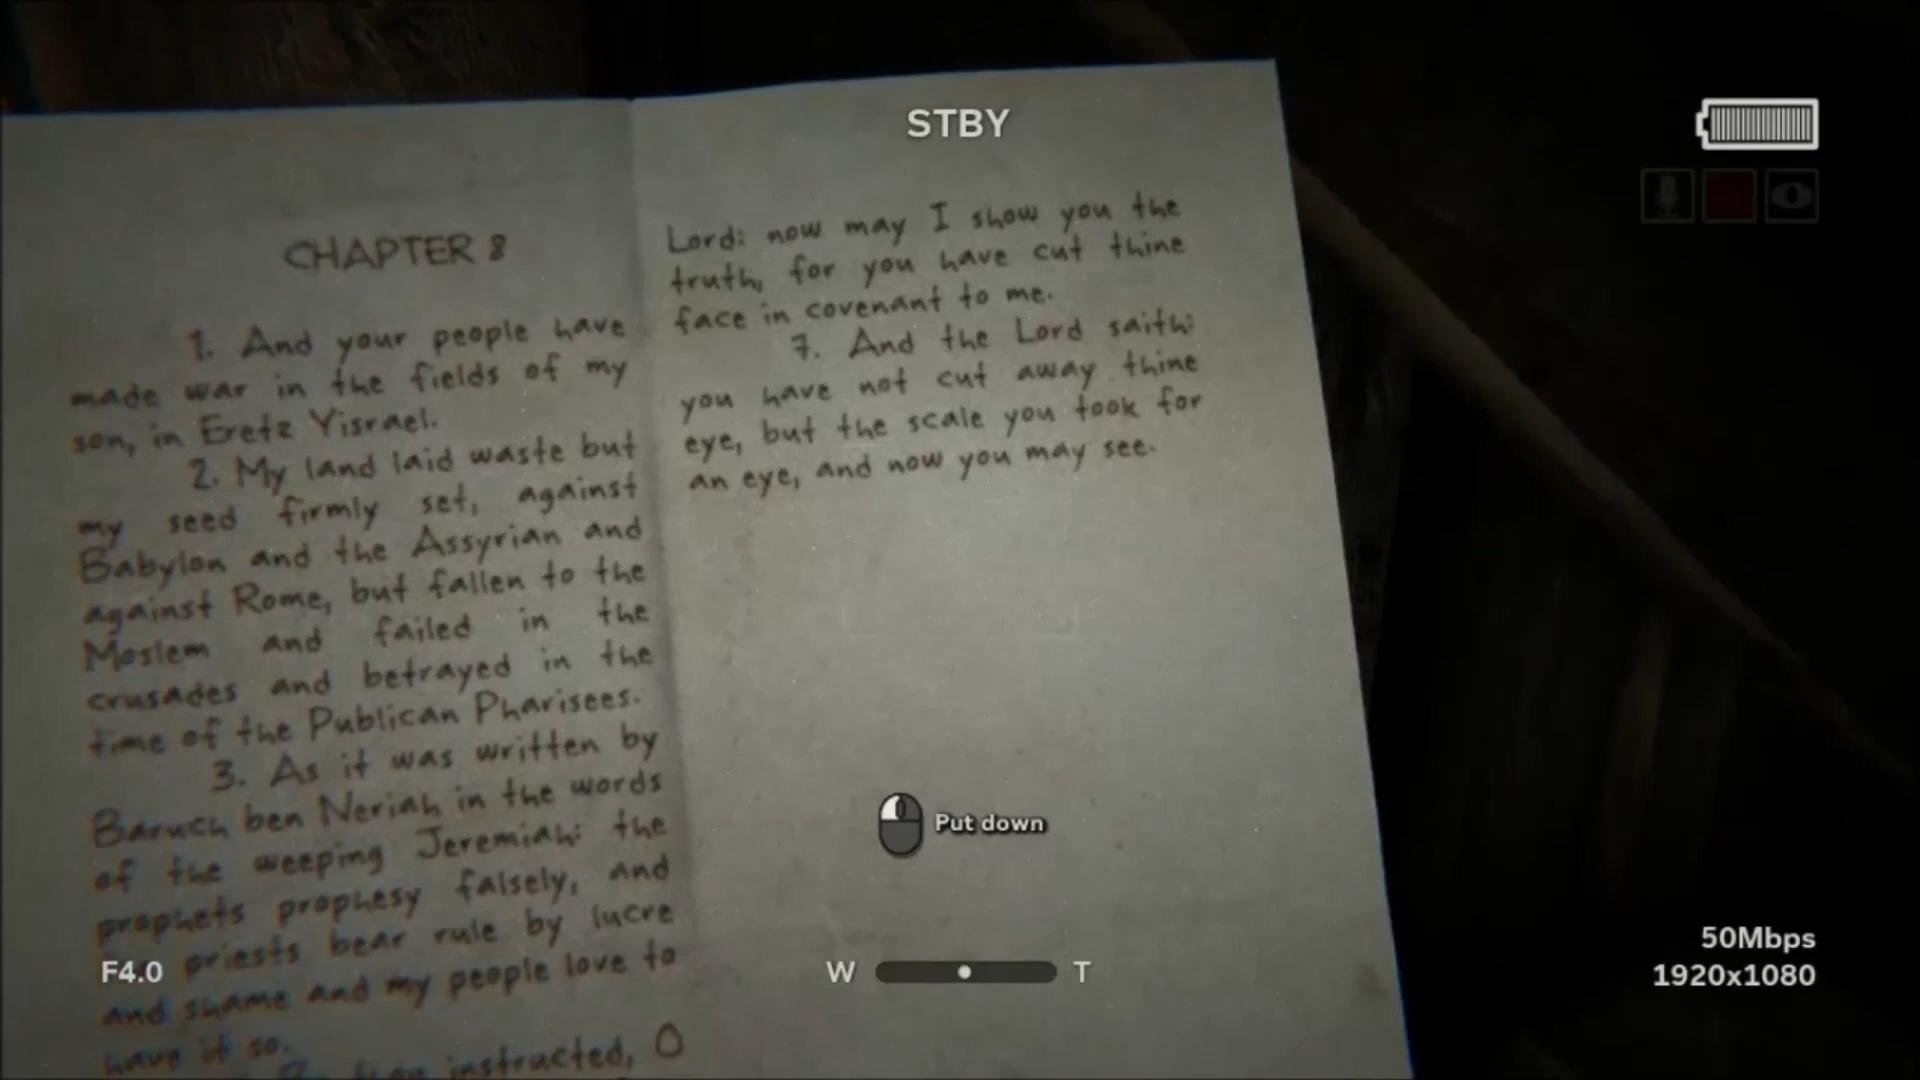 STBY
CHAPTER 8
1. And your people have
made war in the fields of my
son, in Eretz Yisrael.
2. My land laid waste but
my seed firmly set, against
Babylon and the Assyrian and
against Rome, but fallen to the
Moslem and failed in the
crusades and betrayed in the
time of the Publican Pharisees.
3. As it was written by
Baruch ben Neriah in the words
of the weeping Jeremiah: the
prophets prophesy falsely, and
priests bear rule by lucre
and shame and my people love to
have it so.
instructed, O
Lord: now may I show you the
truth, for you have cut thine
face in covenant to me.
7. And the Lord saith:
you have not cut away thine
eye, but the scale you took for
an eye, and now you may see.
Put down
F4.0
W T
50Mbps
1920x1080